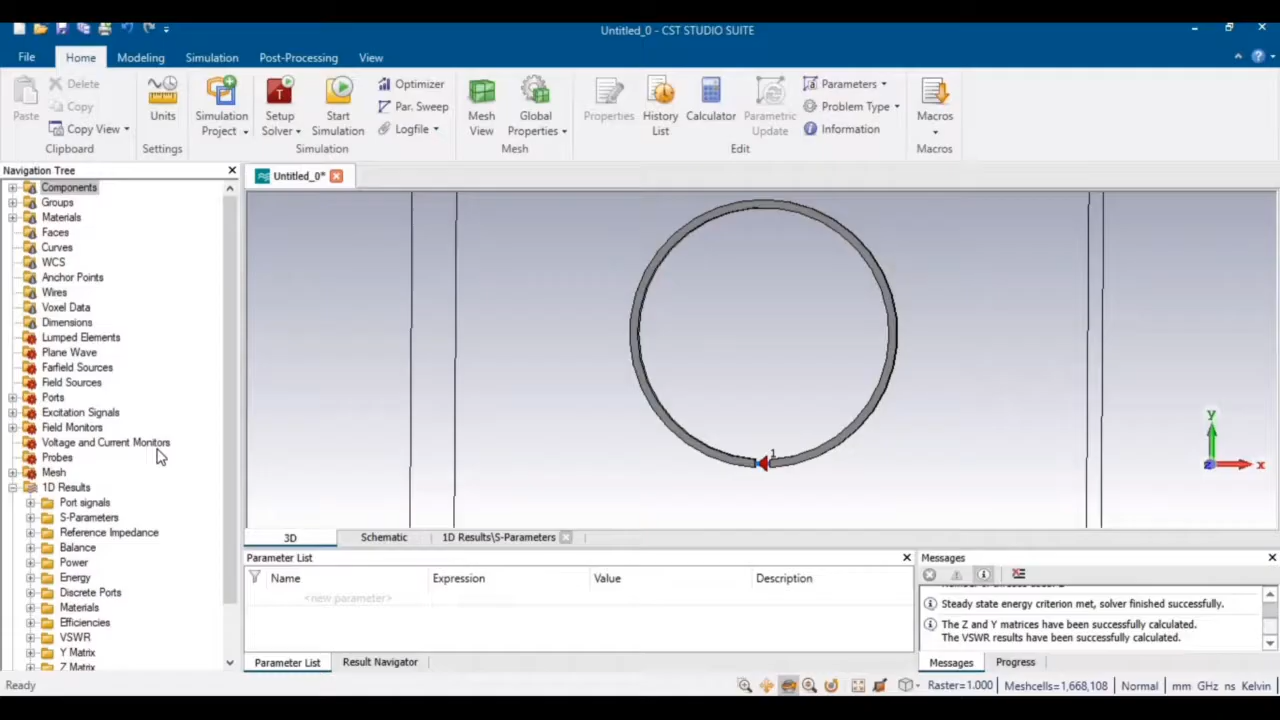 Untitled_0 - CST STUDIO SUITE
File Home Modeling Simulation Post-Processing View
Paste
Delete
Copy
Copy View
Clipboard
Units
Settings
Simulation Project
Setup Solver
Start Simulation
Optimizer
Par. Sweep
Logfile
Simulation
Mesh View
Global Properties
Mesh
Properties
History List
Calculator
Parametric Update
Parameters
Problem Type
Information
Edit
Macros
Macros
Navigation Tree
Untitled_0*
Components
Groups
Materials
Faces
Curves
WCS
Anchor Points
Wires
Voxel Data
Dimensions
Lumped Elements
Plane Wave
Farfield Sources
Field Sources
Ports
Excitation Signals
Field Monitors
Voltage and Current Monitors
Probes
Mesh
1D Results
Port signals
S-Parameters
Reference Impedance
Balance
Power
Energy
Discrete Ports
Materials
Efficiencies
VSWR
Y Matrix
Z Matrix
1
y
z x
3D Schematic 1D Results\S-Parameters
Parameter List
Name Expression Value Description
<new parameter>
Parameter List Result Navigator
Messages
Steady state energy criterion met, solver finished successfully.
The Z and Y matrices have been successfully calculated.
The VSWR results have been successfully calculated.
Messages Progress
Ready
Raster=1.000 Meshcells=1,668,108 Normal mm GHz ns Kelvin